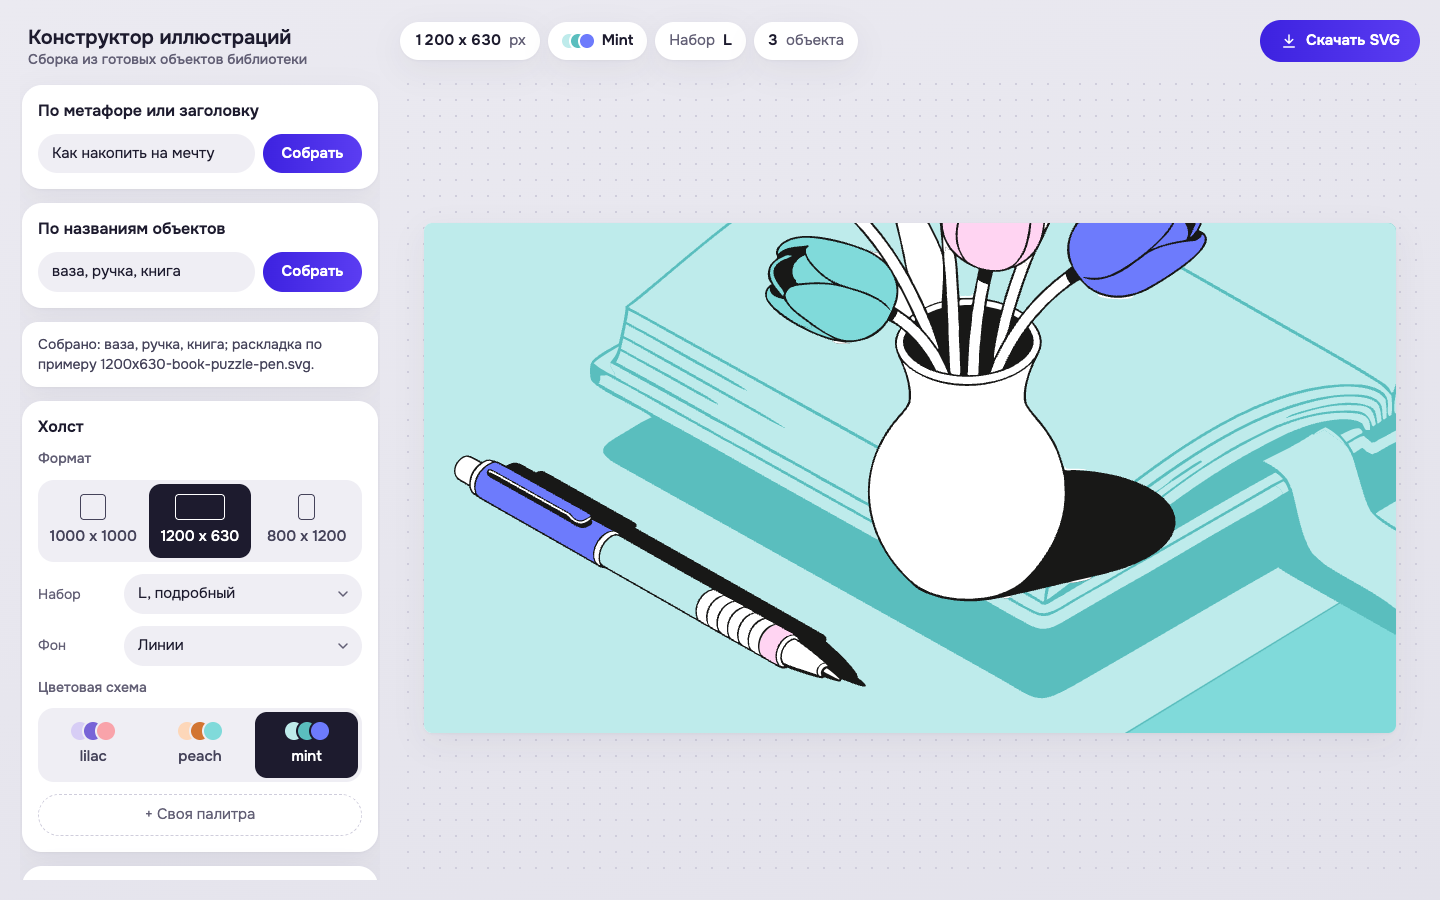 Конструктор иллюстраций
Сборка из готовых объектов библиотеки
1200 x 630 px
Mint
Набор L
3 объекта
Скачать SVG
По метафоре или заголовку
Как накопить на мечту
Собрать
По названиям объектов
ваза, ручка, книга
Собрать
Собрано: ваза, ручка, книга; раскладка по
примеру 1200x630-book-puzzle-pen.svg.
Холст
Формат
1000 x 1000
1200 x 630
800 x 1200
Набор
L, подробный
Фон
Линии
Цветовая схема
lilac
peach
mint
+ Своя палитра